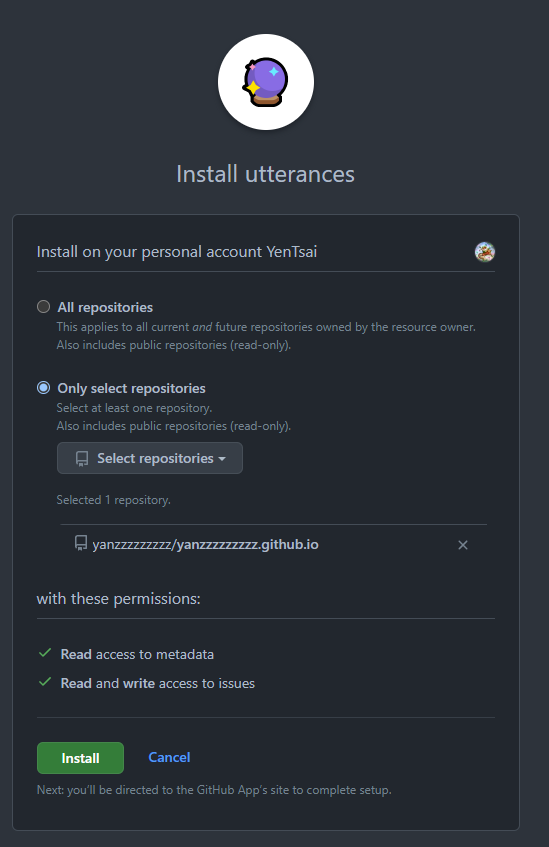 Install utterances
Install on your personal account YenTsai
All repositories
This applies to all current and future repositories owned by the resource owner.
Also includes public repositories (read-only).
Only select repositories
Select at least one repository.
Also includes public repositories (read-only).
Select repositories
Selected 1 repository.
yanzzzzzzzzz/yanzzzzzzzzz.github.io
with these permissions:
Read access to metadata
Read and write access to issues
Install Cancel
Next: you'll be directed to the GitHub App's site to complete setup.